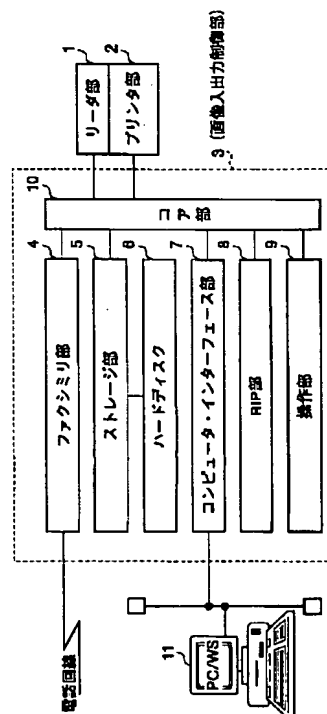 リーダ部
1
プリンタ部
2
3 (画像入出力制御部)
10
コア部
4
ファクシミリ部
5
ストレージ部
6
ハードディスク
7
コンピュータ・インターフェース部
8
RIP部
9
操作部
電話回線
11
PC/WS